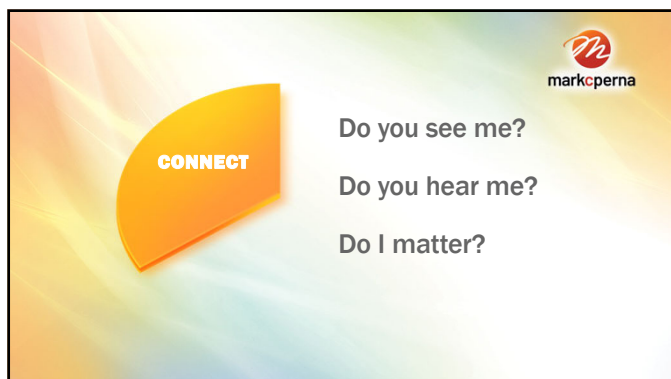 markcperna
Do you see me?
CONNECT
Do you hear me?
Do I matter?